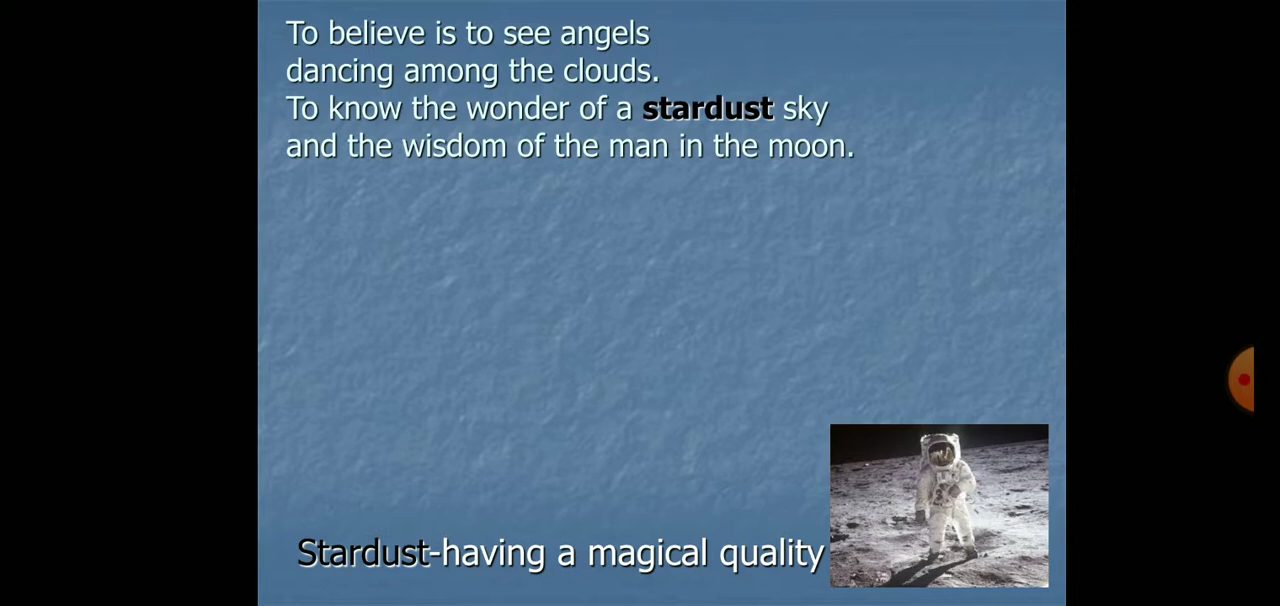 To believe is to see angels
dancing among the clouds.
To know the wonder of a stardust sky
and the wisdom of the man in the moon.
Stardust-having a magical quality